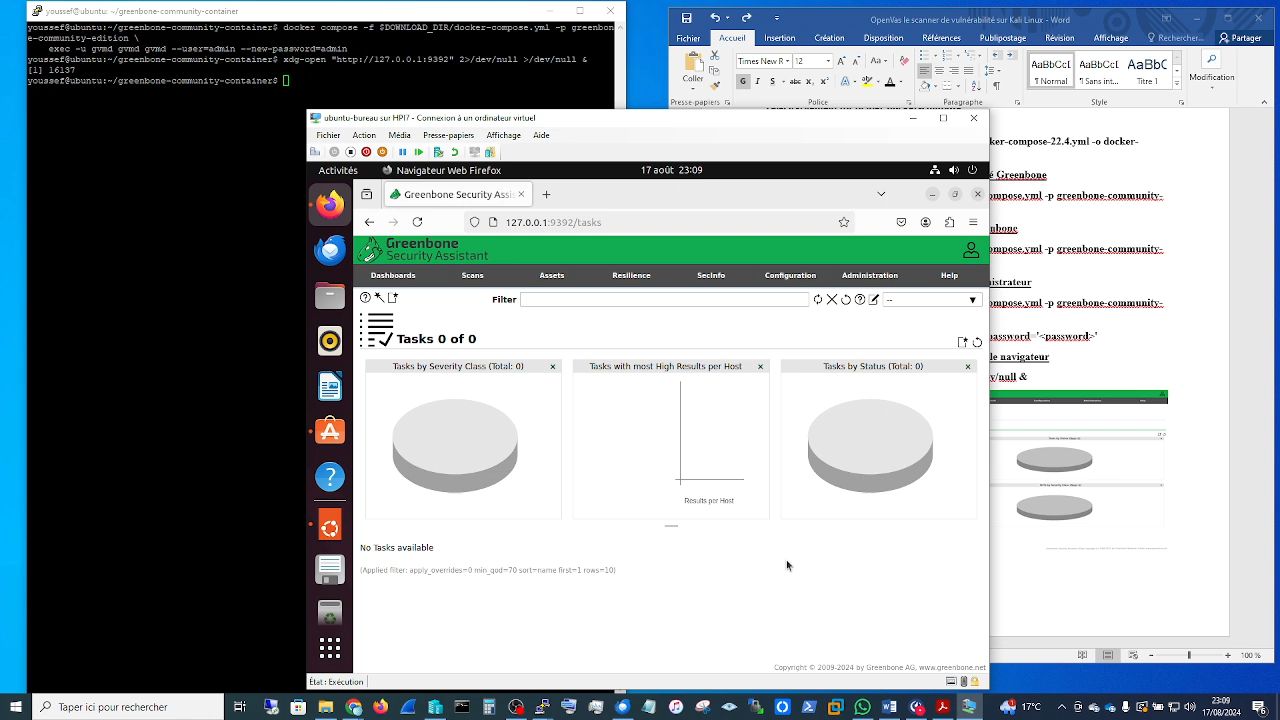 youssef@ubuntu: ~/greenbone-community-container
youssef@ubuntu:~/greenbone-community-container$ docker compose -f $DOWNLOAD_DIR/docker-compose.yml -p greenbon
e-community-edition \
exec -u gvmd gvmd gvmd --user=admin --new-password=admin
youssef@ubuntu:~/greenbone-community-container$ xdg-open "http://127.0.0.1:9392" 2>/dev/null >/dev/null &
[1] 16137
youssef@ubuntu:~/greenbone-community-container$
OpenVas le scanner de vulnérabilité sur Kali Linux - Word
Fichier Accueil Insertion Création Affichage Rechercher... Partager
Coller
Times New R 12
Aa
G
abc
AaBbCcI AaBbCcI AaBbC
¶ Normal ¶ Sans int... Titre 1
Modification
Presse-papiers Police Paragraphe Style
ker-compose-22.4.yml -o docker-
é Greenbone
ompose.yml -p greenbone-community-
enbone
ompose.yml -p greenbone-community-
nistrateur
ompose.yml -p greenbone-community-
password='<password>'
le navigateur
v/null &
100 %
ubuntu-bureau sur HPI7 - Connexion à un ordinateur virtuel
Fichier Action Média Presse-papiers Affichage Aide
Activités Navigateur Web Firefox 17 août 23:09
Greenbone Security Assis
127.0.0.1:9392/tasks
Greenbone
Security Assistant
Dashboards Scans Assets Resilience SecInfo Configuration Administration Help
Filter
--
Tasks 0 of 0
Tasks by Severity Class (Total: 0)
Tasks with most High Results per Host
Tasks by Status (Total: 0)
Results per Host
No Tasks available
(Applied filter: apply_overrides=0 min_qod=70 sort=name first=1 rows=10)
Copyright © 2009-2024 by Greenbone AG, www.greenbone.net
État : Exécution
Taper ici pour rechercher
17°C
23:09
17/08/2024